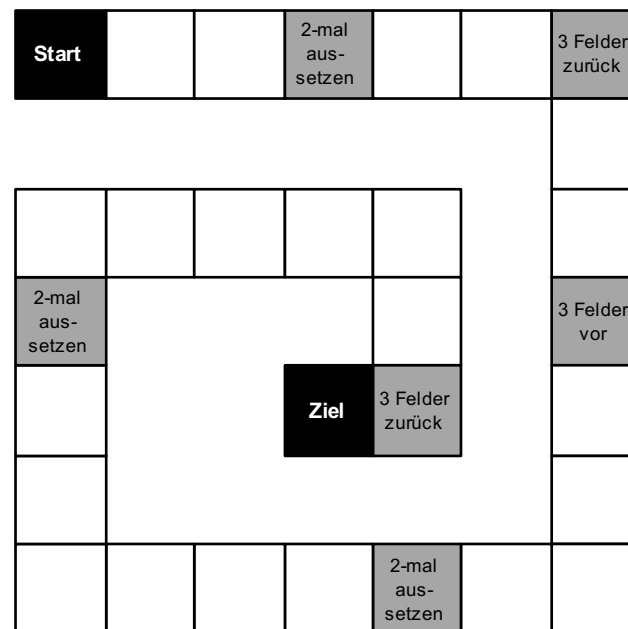 Start
2-mal
aus-
setzen
3 Felder
zurück
2-mal
aus-
setzen
3 Felder
vor
Ziel
3 Felder
zurück
2-mal
aus-
setzen